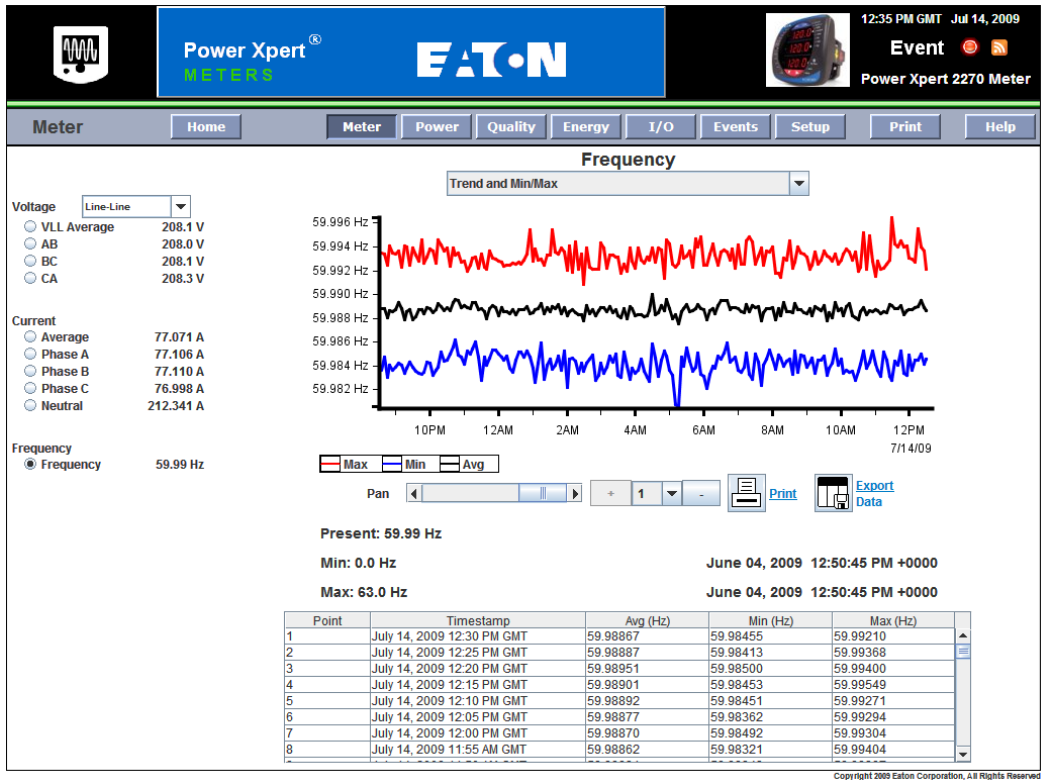 12:35 PM GMT Jul 14, 2009
Power Xpert®
METERS
EATON
Event
Power Xpert 2270 Meter
Meter Home Meter Power Quality Energy I/O Events Setup Print Help
Frequency
Trend and Min/Max
Voltage Line-Line
VLL Average 208.1 V
AB 208.0 V
BC 208.1 V
CA 208.3 V
Current
Average 77.071 A
Phase A 77.106 A
Phase B 77.110 A
Phase C 76.998 A
Neutral 212.341 A
Frequency
Frequency 59.99 Hz
59.996 Hz
59.994 Hz
59.992 Hz
59.990 Hz
59.988 Hz
59.986 Hz
59.984 Hz
59.982 Hz
10PM 12AM 2AM 4AM 6AM 8AM 10AM 12PM
7/14/09
Max Min Avg
Pan + 1 - Print Export
Data
Present: 59.99 Hz
Min: 0.0 Hz June 04, 2009 12:50:45 PM +0000
Max: 63.0 Hz June 04, 2009 12:50:45 PM +0000
Point Timestamp Avg (Hz) Min (Hz) Max (Hz)
1 July 14, 2009 12:30 PM GMT 59.98867 59.98455 59.99210
2 July 14, 2009 12:25 PM GMT 59.98887 59.98413 59.99368
3 July 14, 2009 12:20 PM GMT 59.98951 59.98500 59.99400
4 July 14, 2009 12:15 PM GMT 59.98901 59.98453 59.99549
5 July 14, 2009 12:10 PM GMT 59.98892 59.98451 59.99271
6 July 14, 2009 12:05 PM GMT 59.98877 59.98362 59.99294
7 July 14, 2009 12:00 PM GMT 59.98870 59.98492 59.99304
8 July 14, 2009 11:55 AM GMT 59.98862 59.98321 59.99404
Copyright 2009 Eaton Corporation, All Rights Reserved